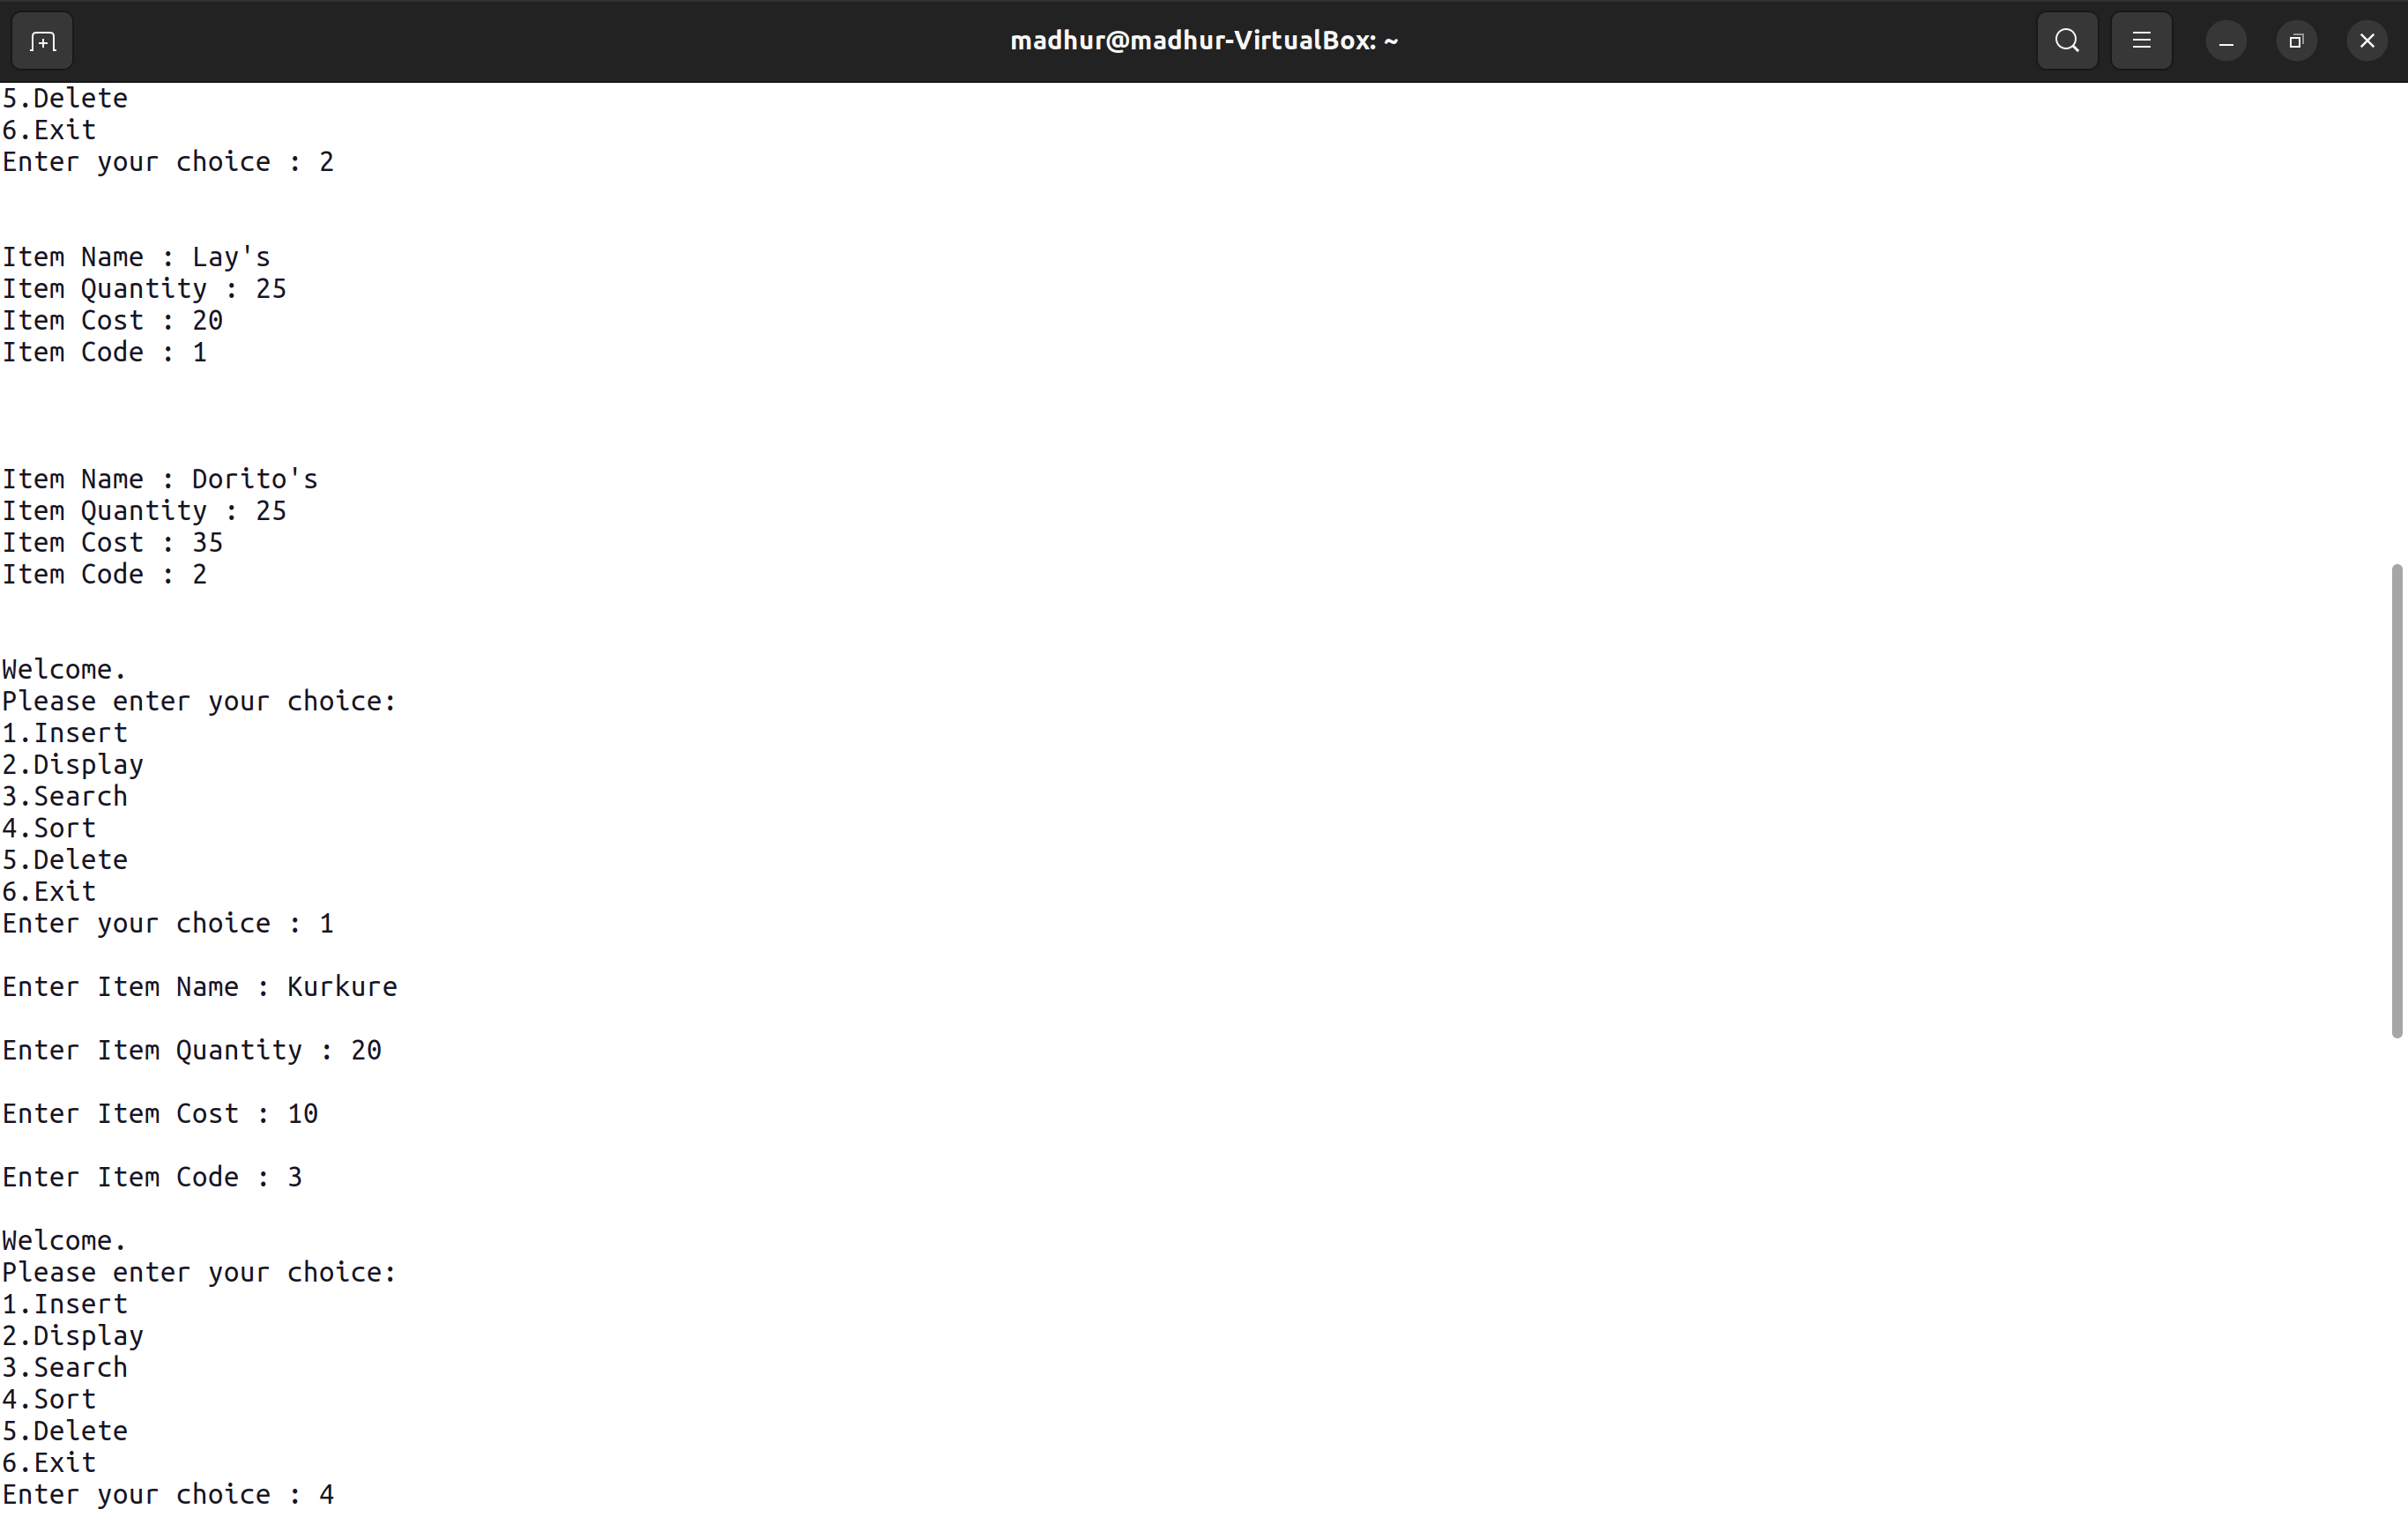 madhur@madhur-VirtualBox: ~
5.Delete
6.Exit
Enter your choice : 2
Item Name : Lay's
Item Quantity : 25
Item Cost : 20
Item Code : 1
Item Name : Dorito's
Item Quantity : 25
Item Cost : 35
Item Code : 2
Welcome.
Please enter your choice:
1.Insert
2.Display
3.Search
4.Sort
5.Delete
6.Exit
Enter your choice : 1
Enter Item Name : Kurkure
Enter Item Quantity : 20
Enter Item Cost : 10
Enter Item Code : 3
Welcome.
Please enter your choice:
1.Insert
2.Display
3.Search
4.Sort
5.Delete
6.Exit
Enter your choice : 4